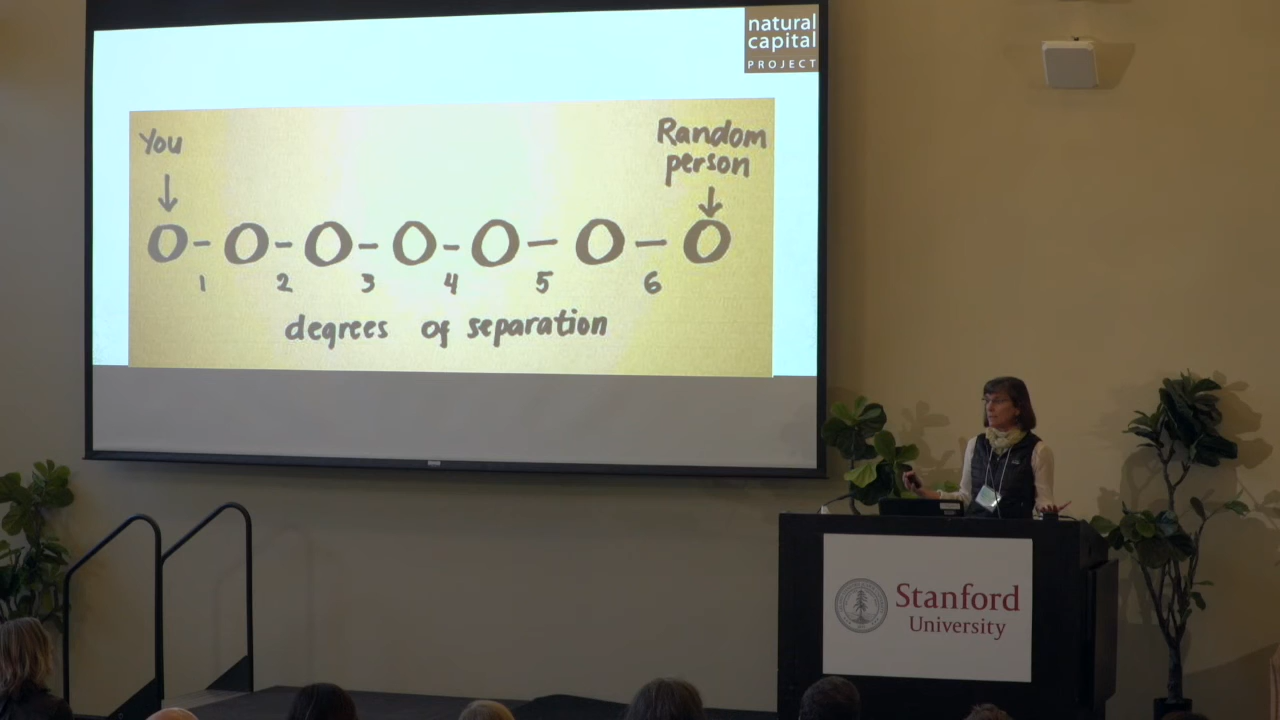 natural
capital
PROJECT
You
Random
person
O - O - O - O - O - O - O
1 2 3 4 5 6
degrees of separation
Stanford
University